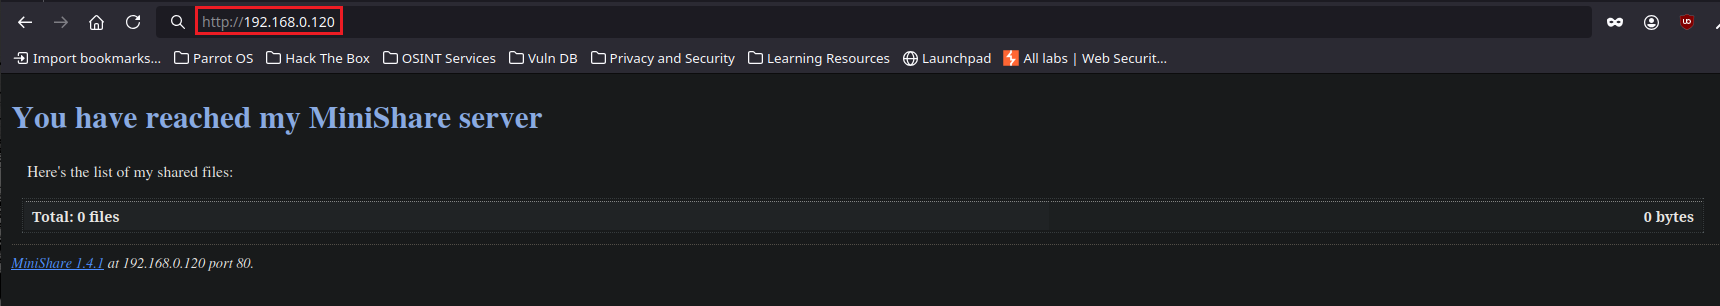 http://192.168.0.120
Import bookmarks... Parrot OS Hack The Box OSINT Services Vuln DB Privacy and Security Learning Resources Launchpad All labs | Web Securit...
You have reached my MiniShare server
Here's the list of my shared files:
Total: 0 files 0 bytes
MiniShare 1.4.1 at 192.168.0.120 port 80.